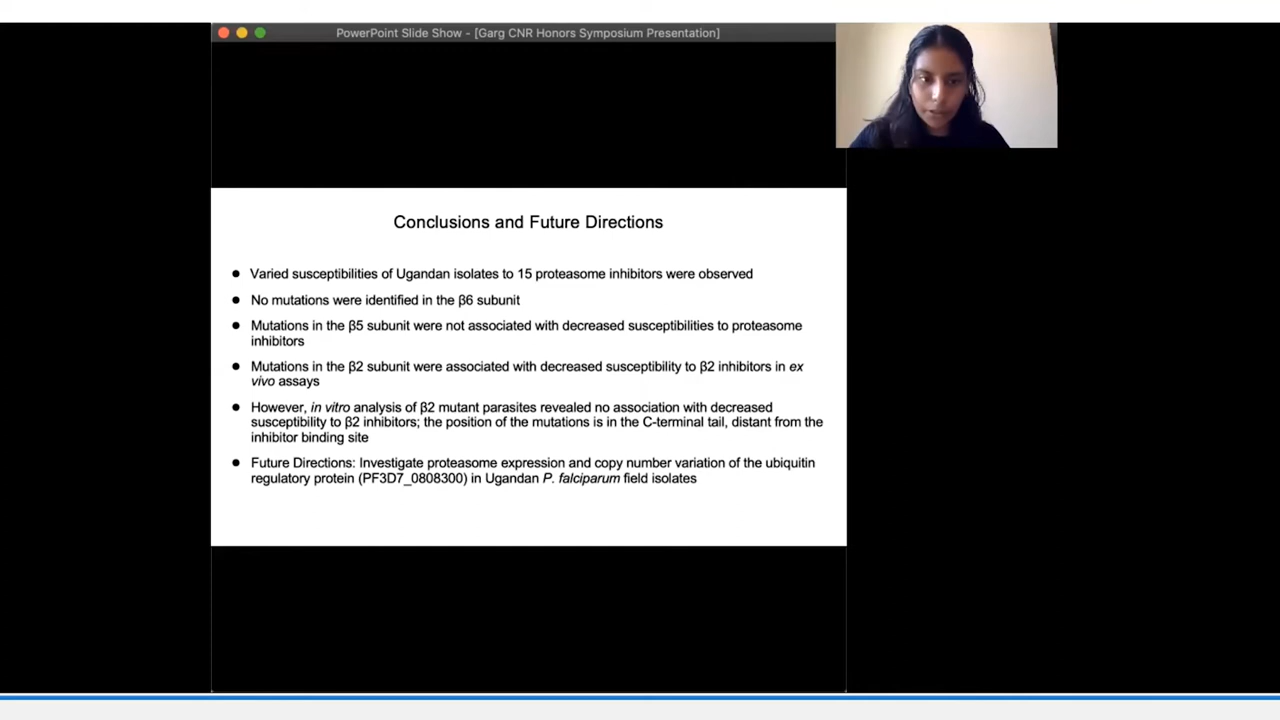 PowerPoint Slide Show - [Garg CNR Honors Symposium Presentation]
Conclusions and Future Directions
● Varied susceptibilities of Ugandan isolates to 15 proteasome inhibitors were observed
● No mutations were identified in the β6 subunit
● Mutations in the β5 subunit were not associated with decreased susceptibilities to proteasome
inhibitors
● Mutations in the β2 subunit were associated with decreased susceptibility to β2 inhibitors in ex
vivo assays
● However, in vitro analysis of β2 mutant parasites revealed no association with decreased
susceptibility to β2 inhibitors; the position of the mutations is in the C-terminal tail, distant from the
inhibitor binding site
● Future Directions: Investigate proteasome expression and copy number variation of the ubiquitin
regulatory protein (PF3D7_0808300) in Ugandan P. falciparum field isolates